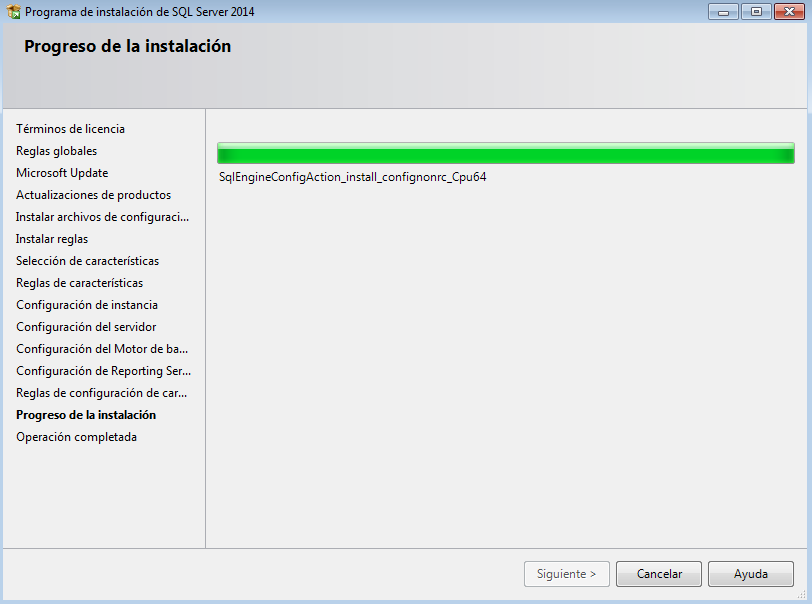 Programa de instalación de SQL Server 2014
Progreso de la instalación
Términos de licencia
Reglas globales
Microsoft Update
Actualizaciones de productos
Instalar archivos de configuraci...
Instalar reglas
Selección de características
Reglas de características
Configuración de instancia
Configuración del servidor
Configuración del Motor de ba...
Configuración de Reporting Ser...
Reglas de configuración de car...
Progreso de la instalación
Operación completada
SqlEngineConfigAction_install_confignonrc_Cpu64
Siguiente >
Cancelar
Ayuda